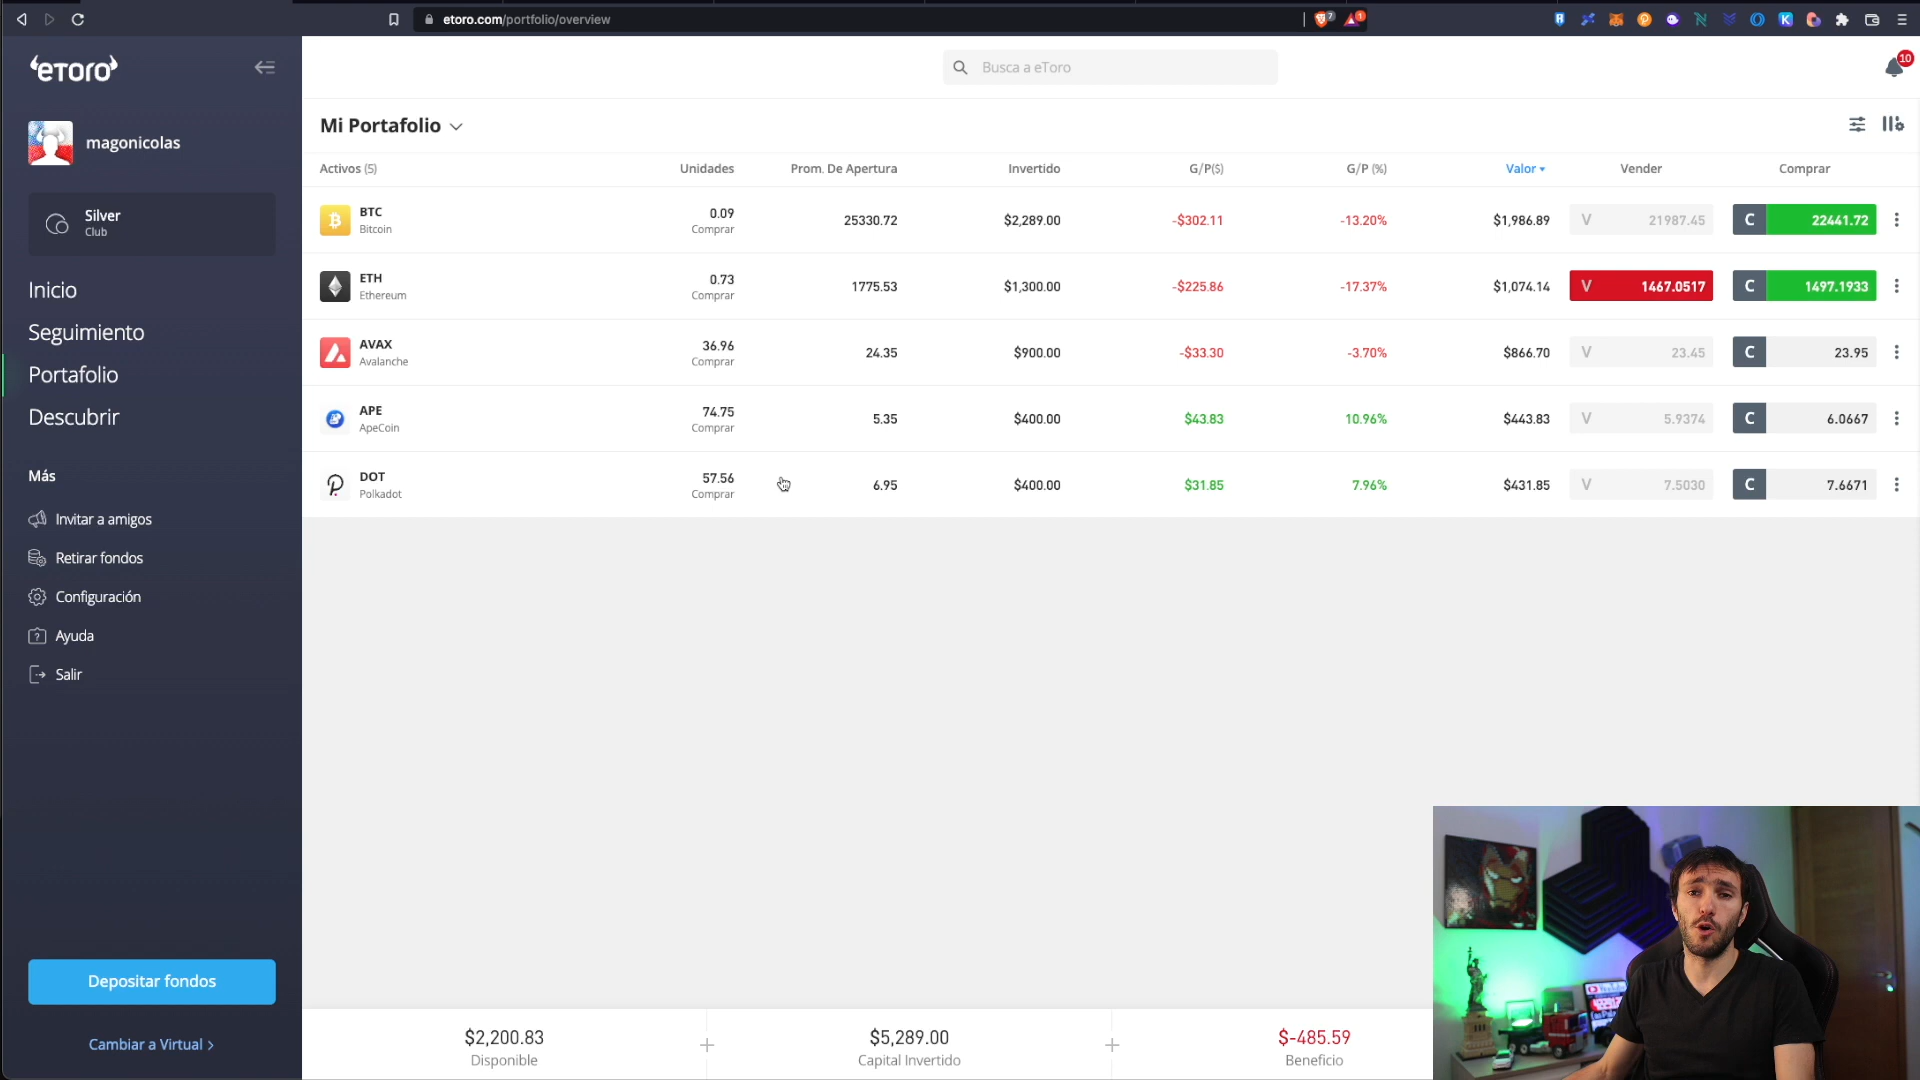 etoro.com/portfolio/overview
7
1
K
eToro
Busca a eToro
10
magonicolas
Silver
Club
Inicio
Seguimiento
Portafolio
Descubrir
Más
Invitar a amigos
Retirar fondos
Configuración
Ayuda
Salir
Depositar fondos
Cambiar a Virtual >
Mi Portafolio
Activos (5) Unidades Prom. De Apertura Invertido G/P($) G/P (%) Valor Vender Comprar
BTC 0.09 25330.72 $2,289.00 -$302.11 -13.20% $1,986.89 V 21987.45 C 22441.72
Bitcoin Comprar
ETH 0.73 1775.53 $1,300.00 -$225.86 -17.37% $1,074.14 V 1467.0517 C 1497.1933
Ethereum Comprar
AVAX 36.96 24.35 $900.00 -$33.30 -3.70% $866.70 V 23.45 C 23.95
Avalanche Comprar
APE 74.75 5.35 $400.00 $43.83 10.96% $443.83 V 5.9374 C 6.0667
ApeCoin Comprar
DOT 57.56 6.95 $400.00 $31.85 7.96% $431.85 V 7.5030 C 7.6671
Polkadot Comprar
$2,200.83 + $5,289.00 + $-485.59
Disponible Capital Invertido Beneficio